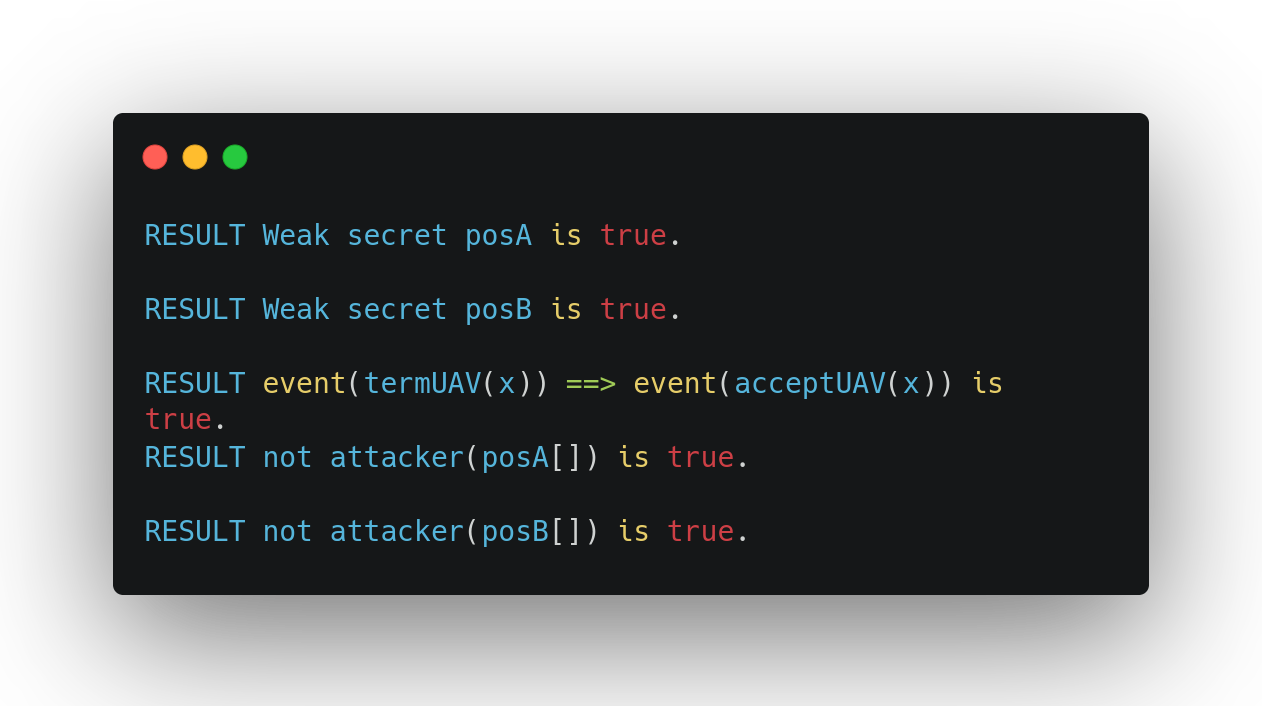 RESULT Weak secret posA is true.
RESULT Weak secret posB is true.
RESULT event(termUAV(x)) ==> event(acceptUAV(x)) is
true.
RESULT not attacker(posA[]) is true.
RESULT not attacker(posB[]) is true.